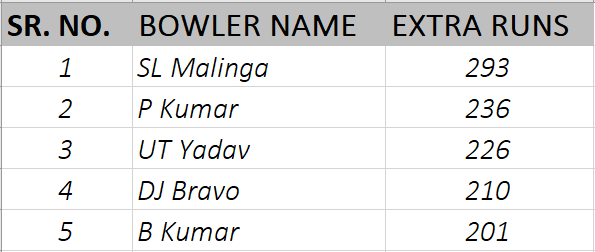 SR. NO. BOWLER NAME EXTRA RUNS
1 SL Malinga 293
2 P Kumar 236
3 UT Yadav 226
4 DJ Bravo 210
5 B Kumar 201